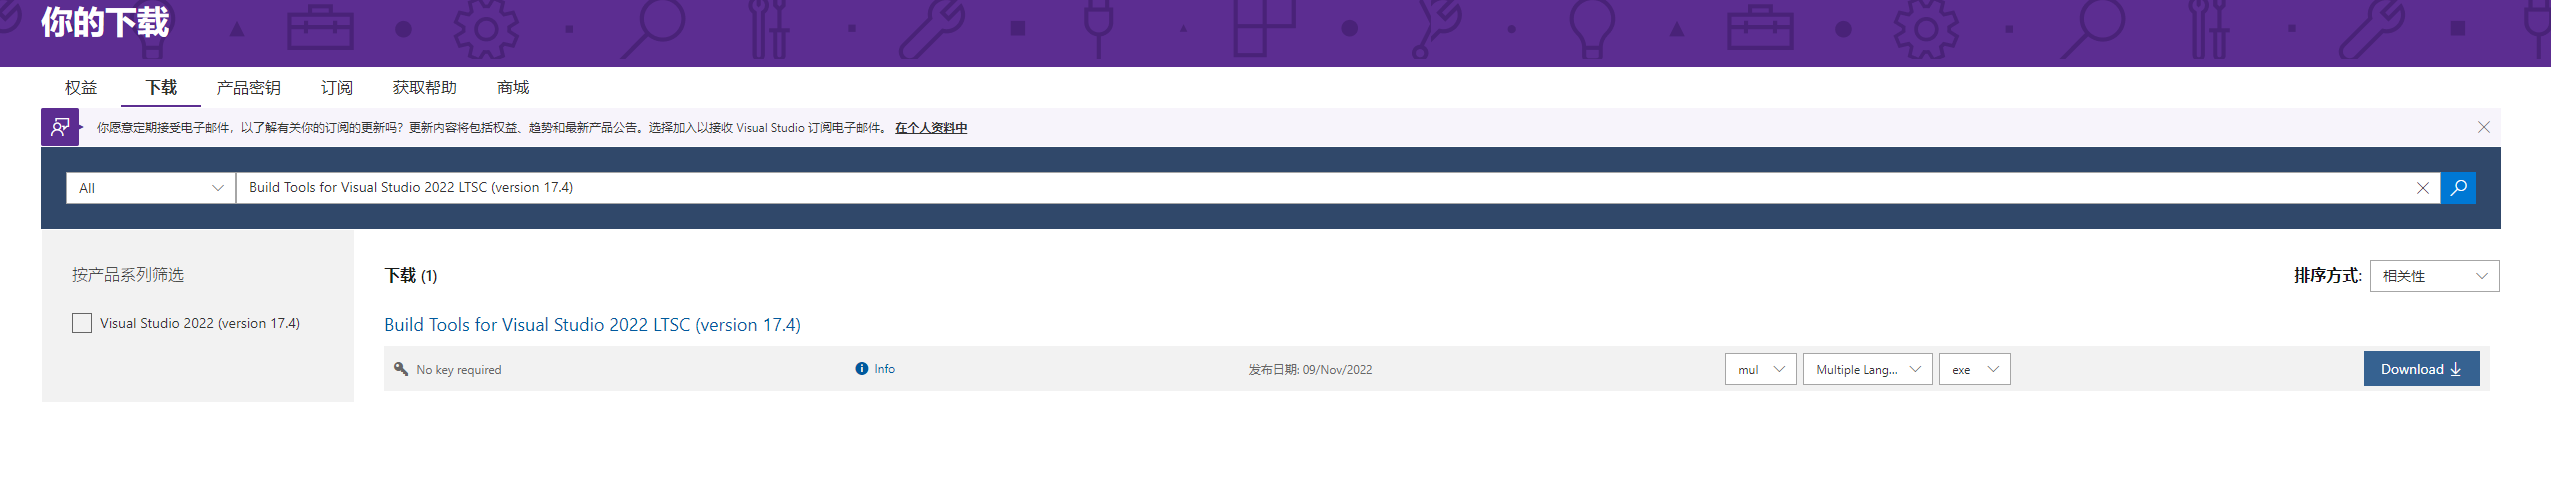 你的下载
权益 下载 产品密钥 订阅 获取帮助 商城
你愿意定期接受电子邮件，以了解有关你的订阅的更新吗？更新内容将包括权益、趋势和最新产品公告。选择加入以接收 Visual Studio 订阅电子邮件。 在个人资料中
All Build Tools for Visual Studio 2022 LTSC (version 17.4)
按产品系列筛选
Visual Studio 2022 (version 17.4)
下载 (1)
排序方式: 相关性
Build Tools for Visual Studio 2022 LTSC (version 17.4)
No key required Info 发布日期: 09/Nov/2022 mul Multiple Lang... exe Download